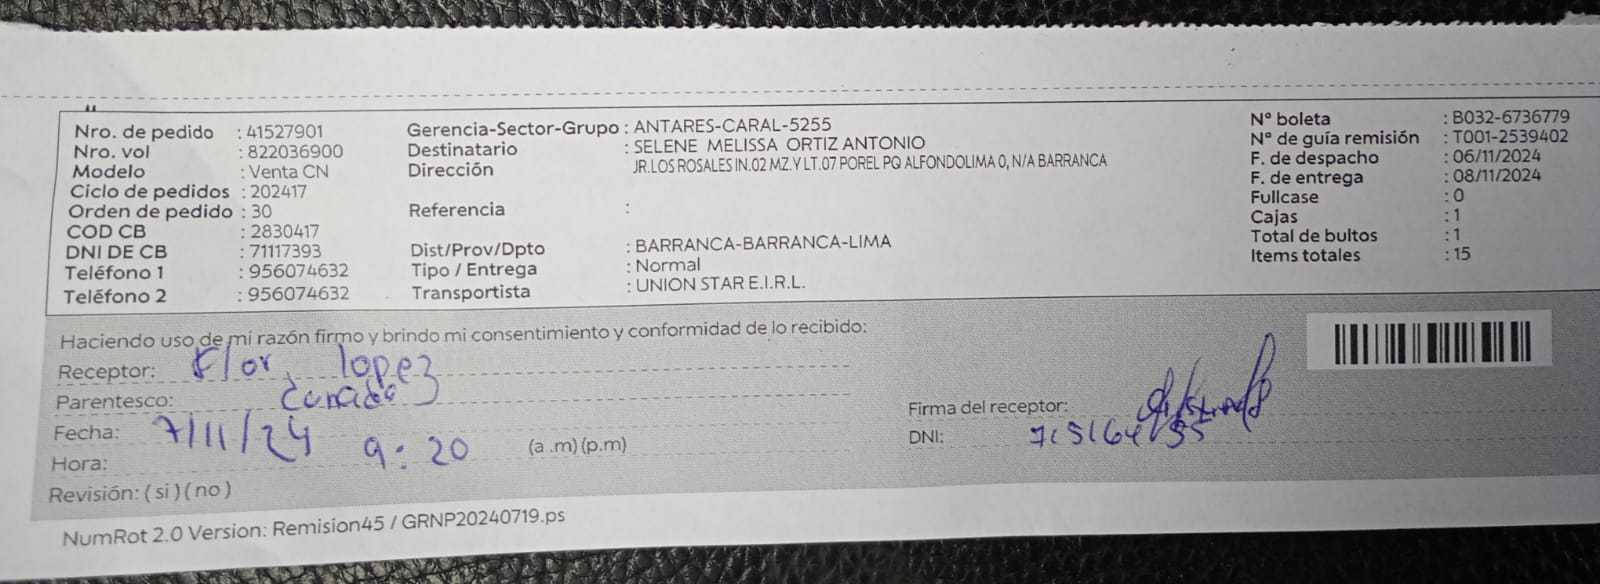 Nro. de pedido : 41527901
Nro. vol : 822036900
Modelo : Venta CN
Ciclo de pedidos : 202417
Orden de pedido : 30
COD CB : 2830417
DNI DE CB : 71117393
Teléfono 1 : 956074632
Teléfono 2 : 956074632
Gerencia-Sector-Grupo : ANTARES-CARAL-5255
Destinatario : SELENE MELISSA ORTIZ ANTONIO
Dirección JR.LOS ROSALES IN.02 MZ.Y LT.07 POREL PQ ALFONDOLIMA 0, N/A BARRANCA
Referencia :
Dist/Prov/Dpto : BARRANCA-BARRANCA-LIMA
Tipo / Entrega : Normal
Transportista : UNION STAR E.I.R.L.
N° boleta : B032-6736779
N° de guía remisión : T001-2539402
F. de despacho : 06/11/2024
F. de entrega : 08/11/2024
Fullcase : 0
Cajas : 1
Total de bultos : 1
Items totales : 15
Haciendo uso de mi razón firmo y brindo mi consentimiento y conformidad de lo recibido:
Receptor: Flor lopez
Parentesco:
Fecha: 7/11/24
Hora: 9:20 (a .m) (p.m)
Revisión: ( si ) ( no )
Firma del receptor:
DNI:
NumRot 2.0 Version: Remision45 / GRNP20240719.ps